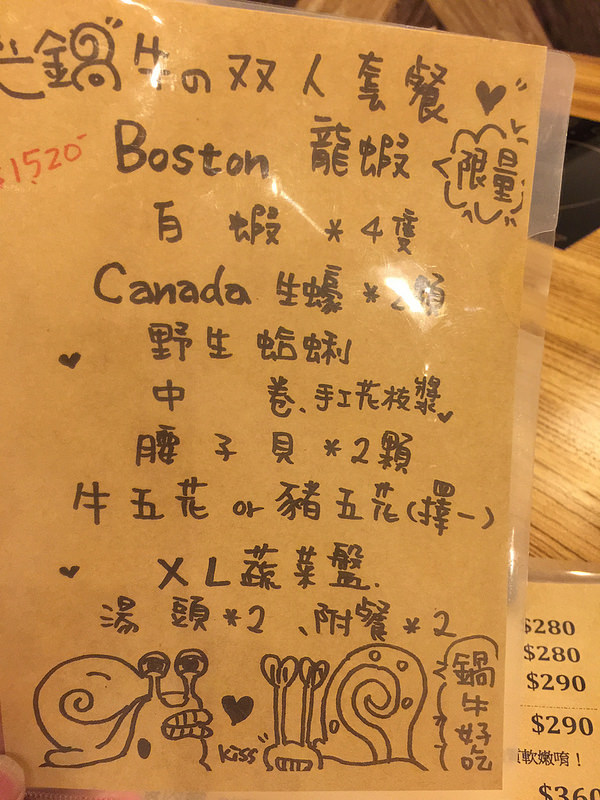 鍋牛の双人套餐
$1520-
Boston 龍蝦
限量
白蝦 *4隻
Canada 生蠔 *2顆
野生蛤蜊
中卷、手工花枝漿
腰子貝 *2顆
牛五花 or 豬五花(擇一)
XL蔬菜盤.
湯頭*2、附餐*2
鍋牛好吃
kiss
$280
$280
$290
$290
軟嫩唷！
$360